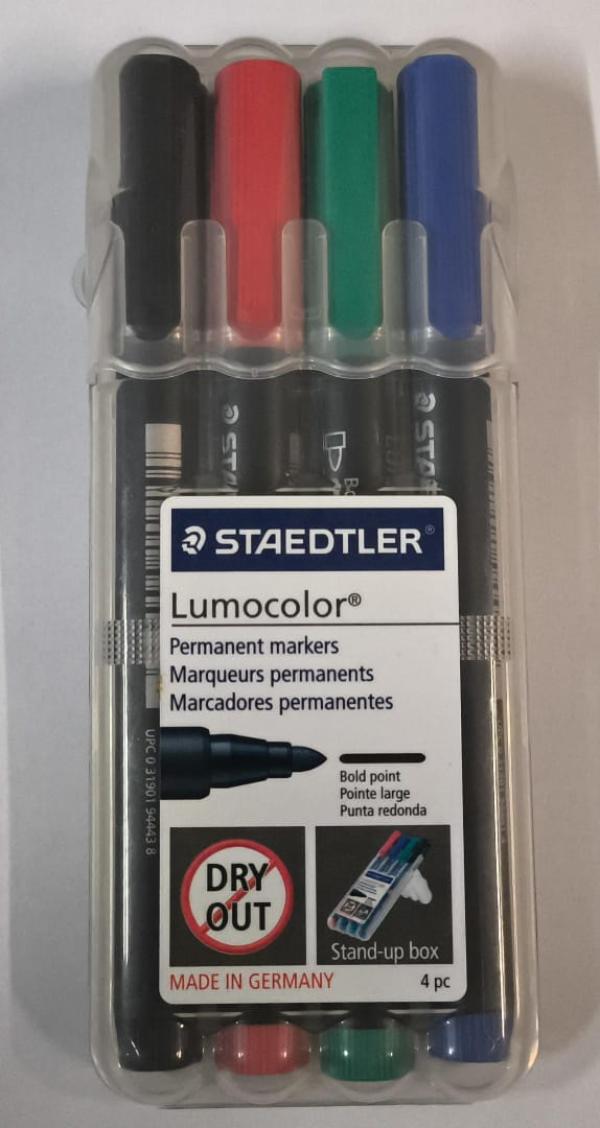 STAEDTLER®
Lumocolor®
Permanent markers
Marqueurs permanents
Marcadores permanentes
Bold point
Pointe large
Punta redonda
DRY
OUT
Stand-up box
MADE IN GERMANY
4 pc
UPC 0 31901 94443 8